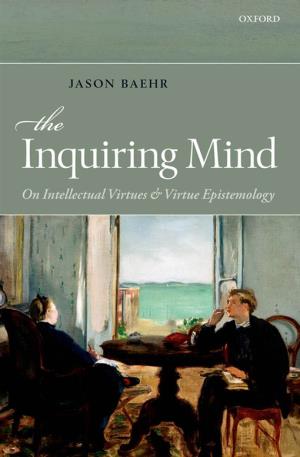 OXFORD
JASON BAEHR
the
Inquiring Mind
On Intellectual Virtues & Virtue Epistemology